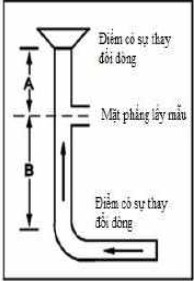 Điểm có sự thay
đổi dòng
A
Mặt phẳng lấy mẫu
B
Điểm có sự thay
đổi dòng